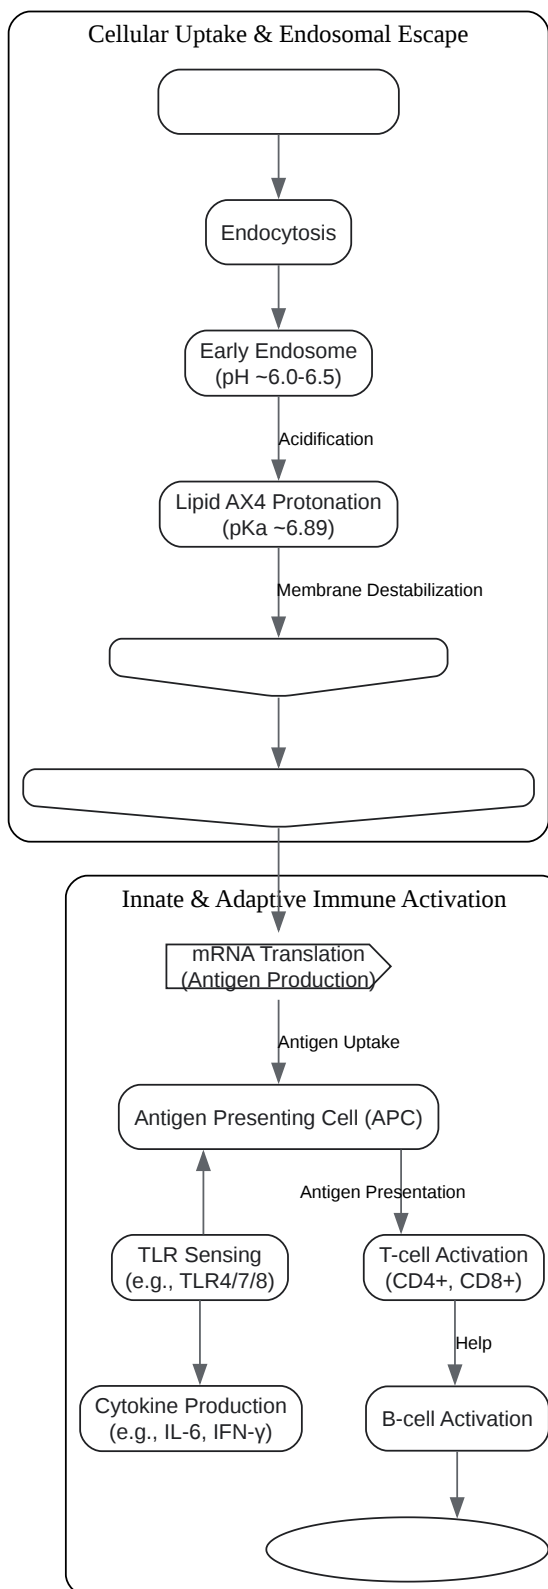 Cellular Uptake & Endosomal Escape
Endocytosis
Early Endosome
(pH ~6.0-6.5)
Acidification
Lipid AX4 Protonation
(pKa ~6.89)
Membrane Destabilization
Innate & Adaptive Immune Activation
mRNA Translation
(Antigen Production)
Antigen Uptake
Antigen Presenting Cell (APC)
Antigen Presentation
TLR Sensing
(e.g., TLR4/7/8)
T-cell Activation
(CD4+, CD8+)
Help
Cytokine Production
(e.g., IL-6, IFN-γ)
B-cell Activation